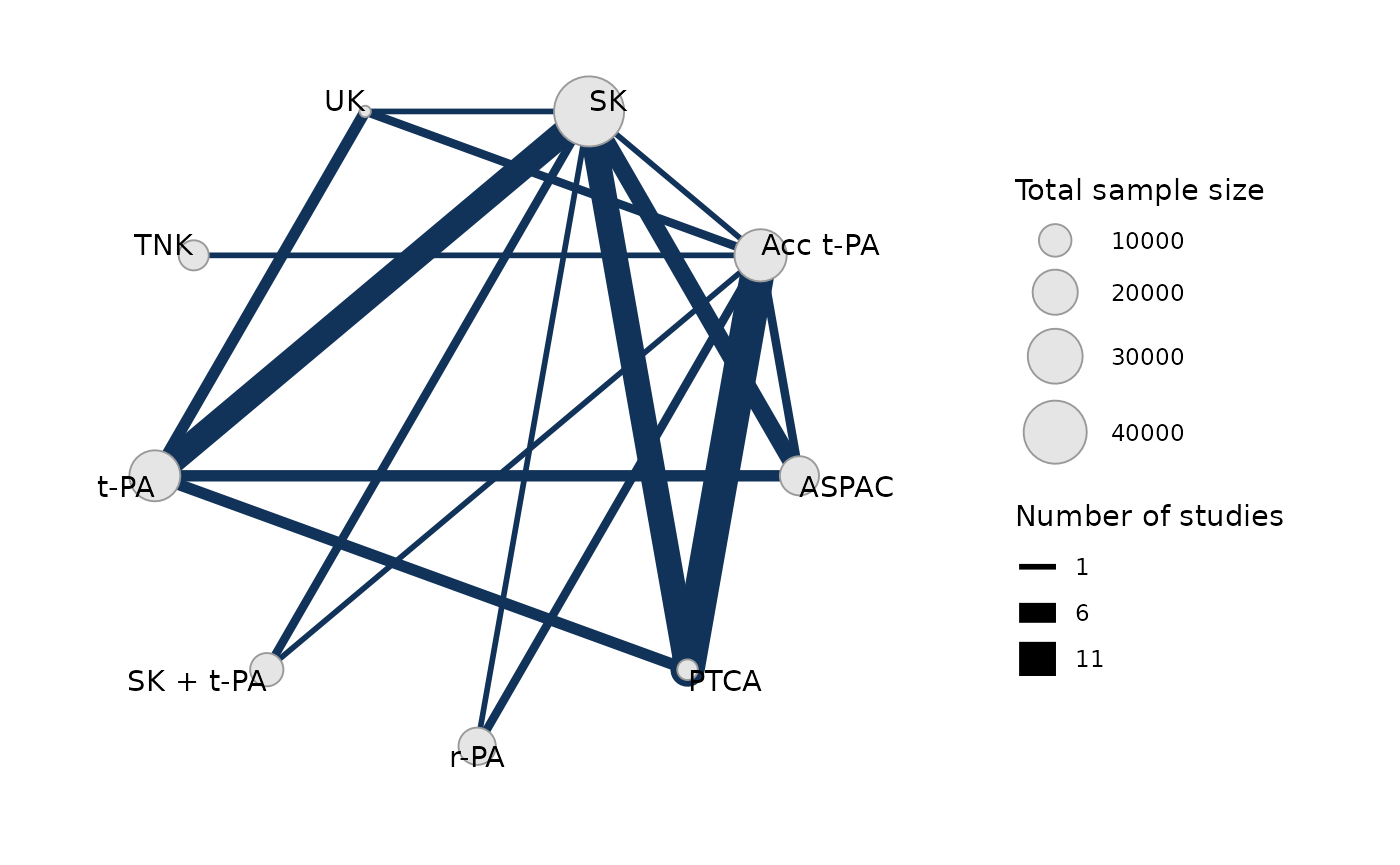 UK
SK
TNK
Acc t-PA
t-PA
ASPAC
SK + t-PA
PTCA
r-PA
Total sample size
10000
20000
30000
40000
Number of studies
1
6
11